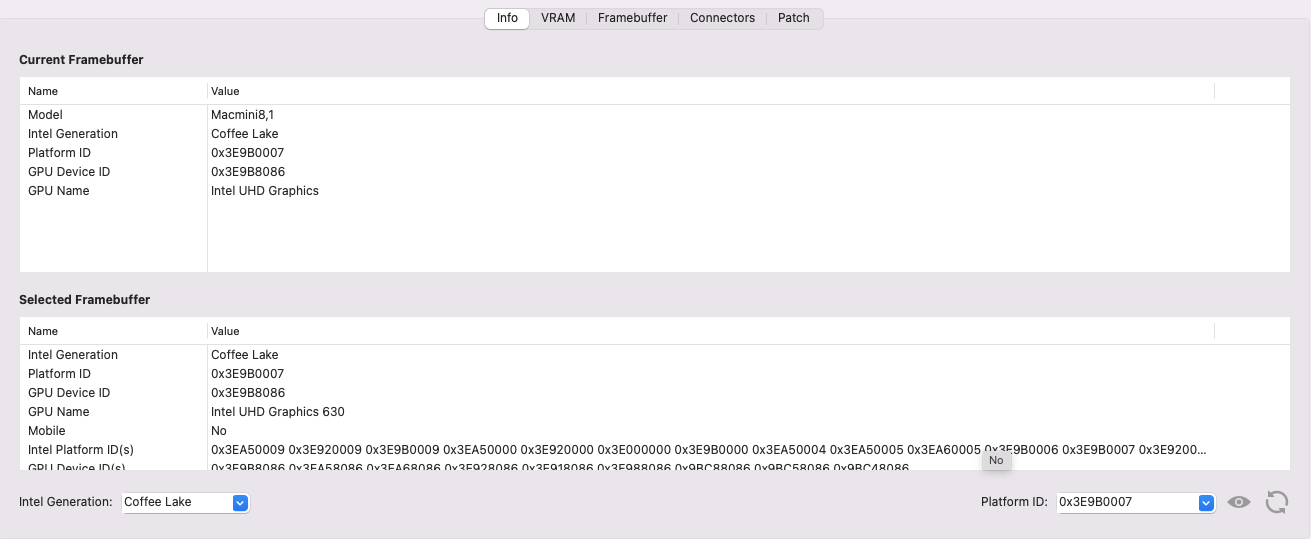 Info VRAM Framebuffer Connectors Patch
Current Framebuffer
Name Value
Model Macmini8,1
Intel Generation Coffee Lake
Platform ID 0x3E9B0007
GPU Device ID 0x3E9B8086
GPU Name Intel UHD Graphics
Selected Framebuffer
Name Value
Intel Generation Coffee Lake
Platform ID 0x3E9B0007
GPU Device ID 0x3E9B8086
GPU Name Intel UHD Graphics 630
Mobile No
Intel Platform ID(s) 0x3EA50009 0x3E920009 0x3E9B0009 0x3EA50000 0x3E920000 0x3E000000 0x3E9B0000 0x3EA50004 0x3EA50005 0x3EA60005 0x3E9B0006 0x3E9B0007 0x3E9200...
No
GPU Device ID(s) 0x3E9B8086 0x3EA58086 0x3EA68086 0x3E928086 0x3E918086 0x3E988086 0x9BC88086 0x9BC58086 0x9BC48086
Intel Generation: Coffee Lake Platform ID: 0x3E9B0007